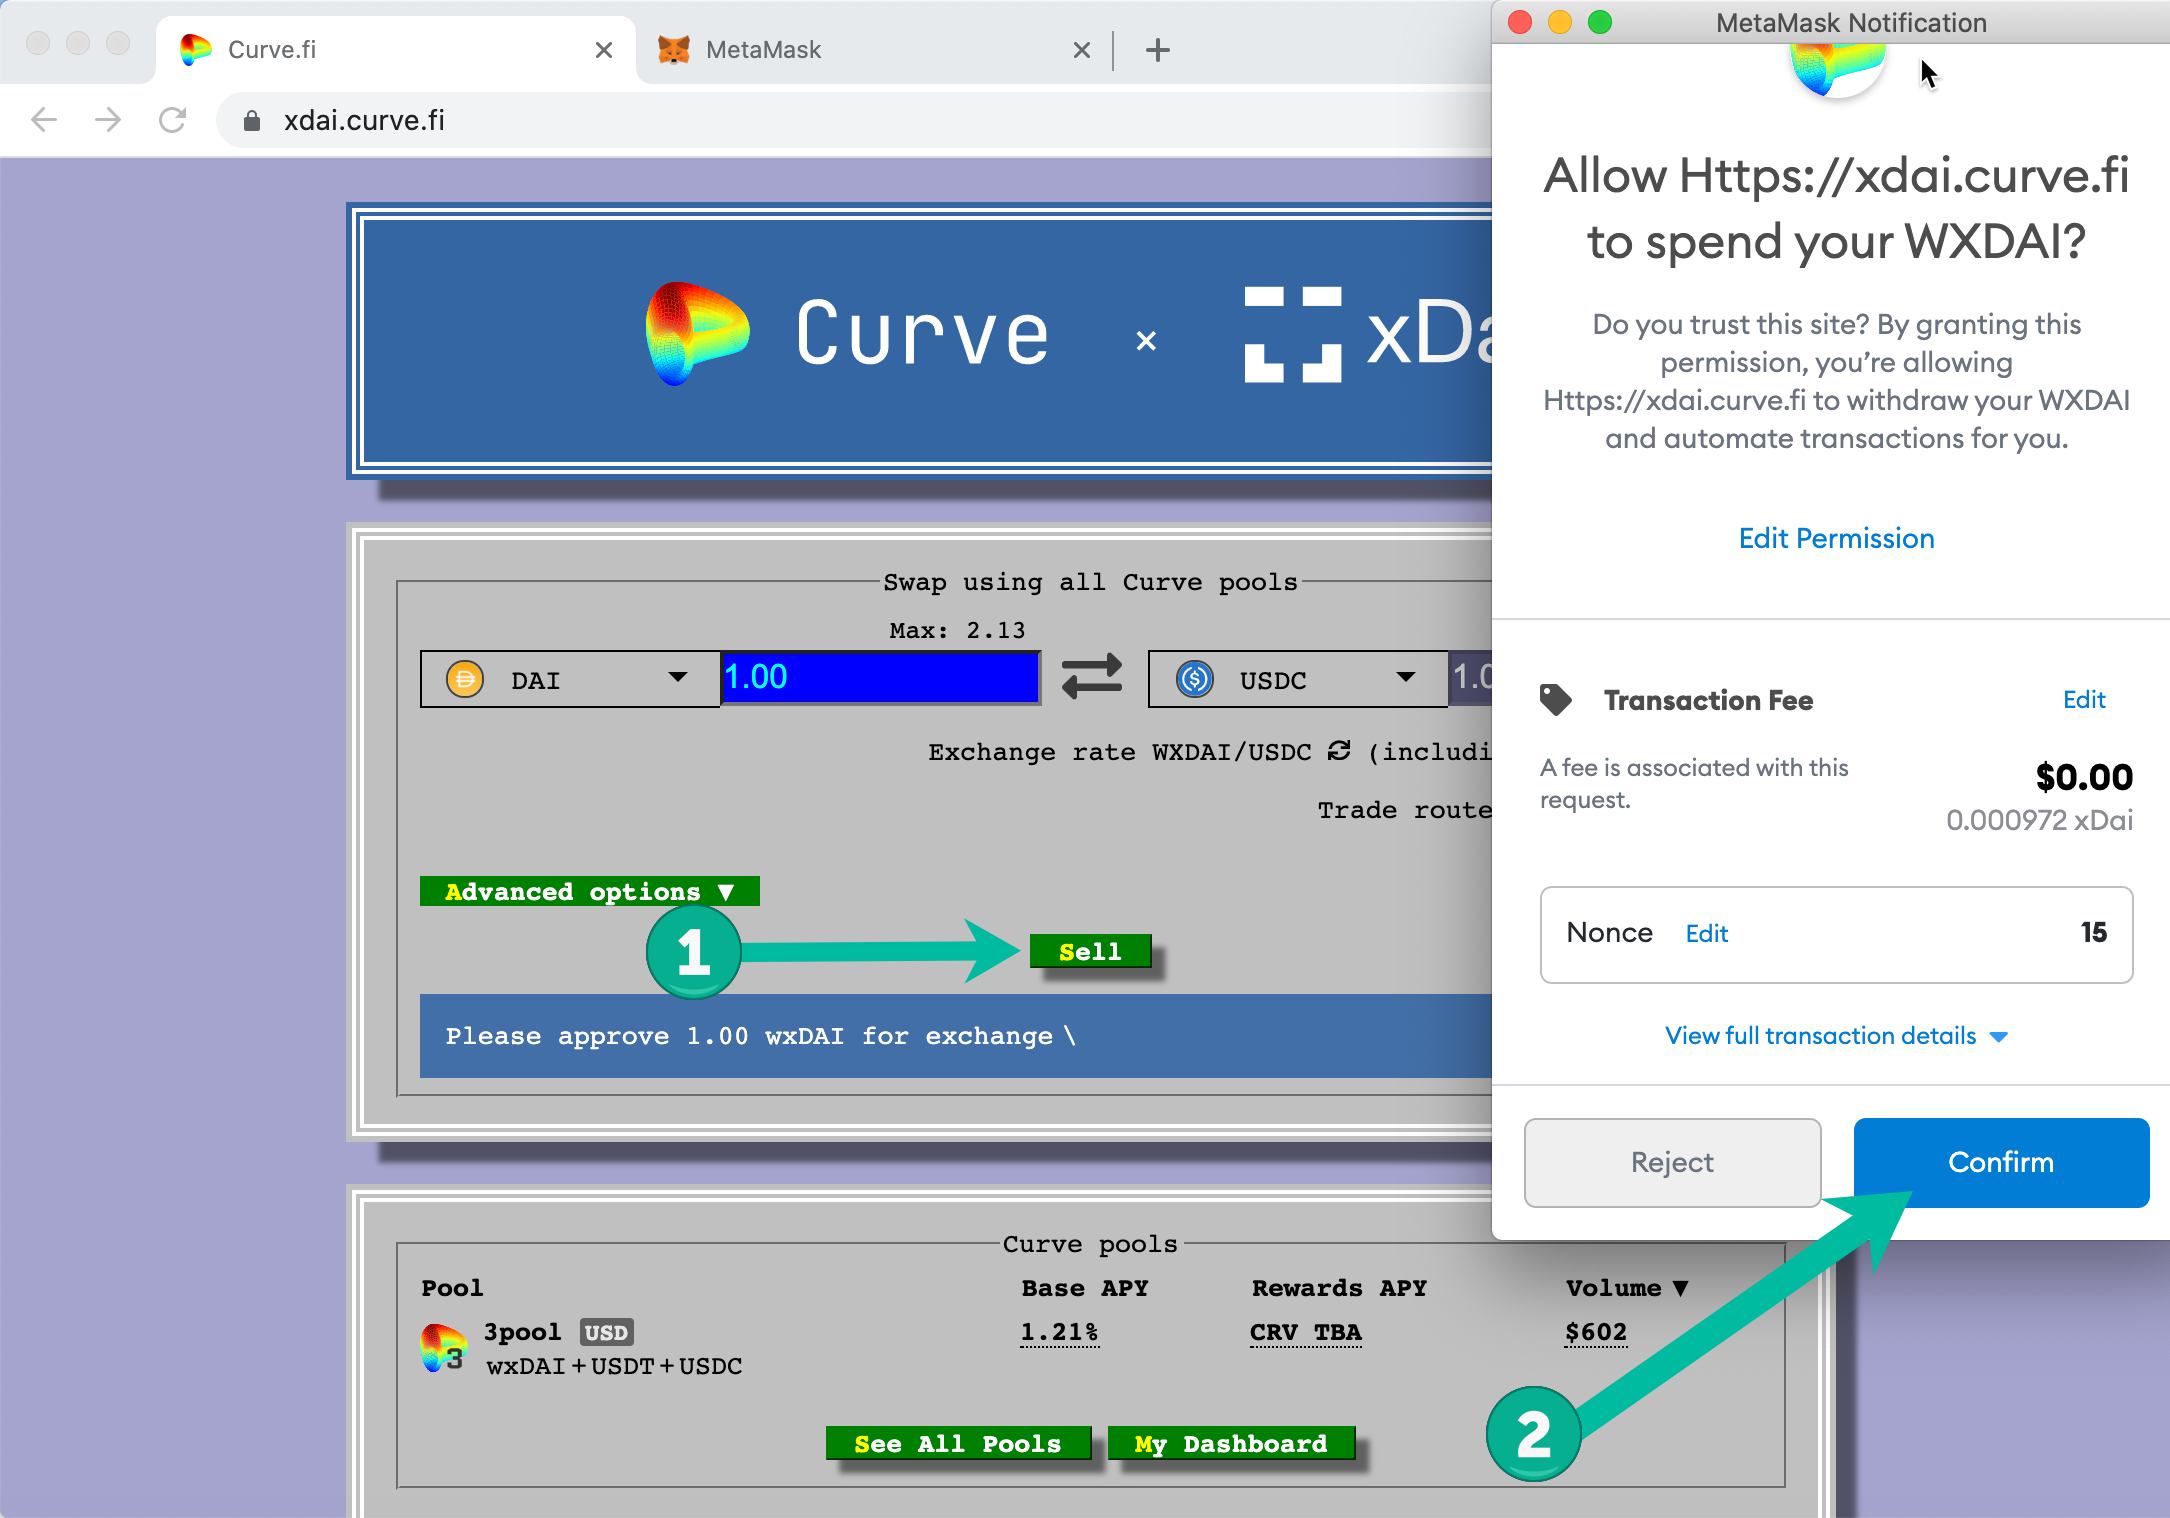 Curve.fi
MetaMask
xdai.curve.fi
Curve × xDa
Swap using all Curve pools
Max: 2.13
DAI
1.00
USDC
1.0
Exchange rate WXDAI/USDC (includi
Trade route
Advanced options ▼
1
Sell
Please approve 1.00 wxDAI for exchange \
Curve pools
Pool Base APY Rewards APY Volume ▼
3pool USD 1.21% CRV TBA $602
3
wxDAI+USDT+USDC
See All Pools
My Dashboard
2
MetaMask Notification
Allow Https://xdai.curve.fi
to spend your WXDAI?
Do you trust this site? By granting this
permission, you’re allowing
Https://xdai.curve.fi to withdraw your WXDAI
and automate transactions for you.
Edit Permission
Transaction Fee
Edit
A fee is associated with this
request.
$0.00
0.000972 xDai
Nonce Edit 15
View full transaction details
Reject
Confirm